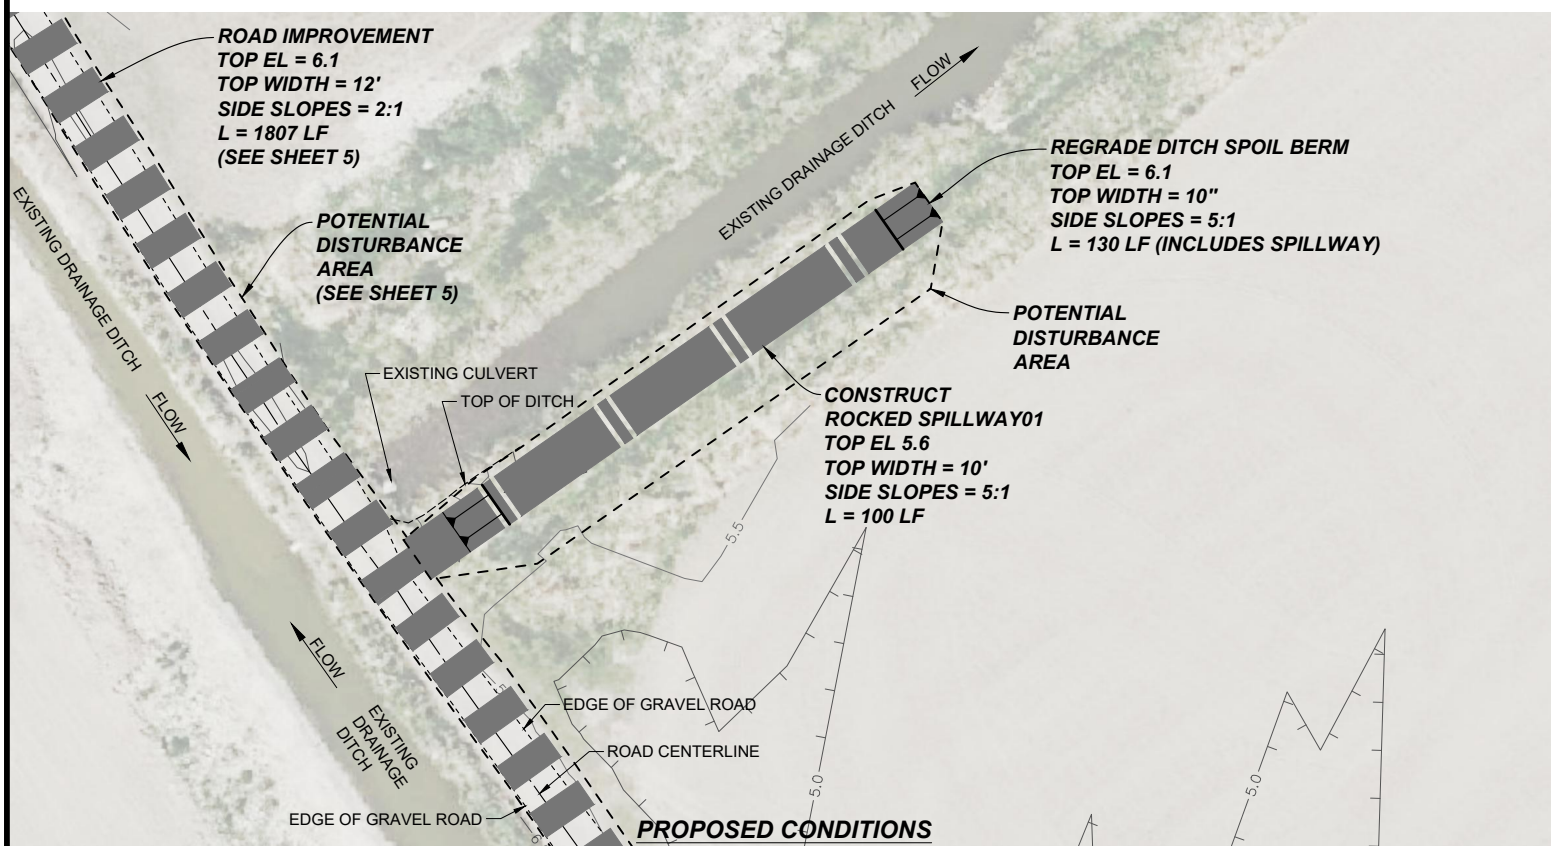 ROAD IMPROVEMENT
TOP EL = 6.1
TOP WIDTH = 12'
SIDE SLOPES = 2:1
L = 1807 LF
(SEE SHEET 5)
FLOW
EXISTING DRAINAGE DITCH
REGRADE DITCH SPOIL BERM
TOP EL = 6.1
TOP WIDTH = 10"
SIDE SLOPES = 5:1
L = 130 LF (INCLUDES SPILLWAY)
EXISTING DRAINAGE DITCH
FLOW
POTENTIAL
DISTURBANCE
AREA
(SEE SHEET 5)
POTENTIAL
DISTURBANCE
AREA
EXISTING CULVERT
TOP OF DITCH
CONSTRUCT
ROCKED SPILLWAY01
TOP EL 5.6
TOP WIDTH = 10'
SIDE SLOPES = 5:1
L = 100 LF
5.5
FLOW
EXISTING
DRAINAGE
DITCH
EDGE OF GRAVEL ROAD
ROAD CENTERLINE
EDGE OF GRAVEL ROAD
5.0
5.0
PROPOSED CONDITIONS